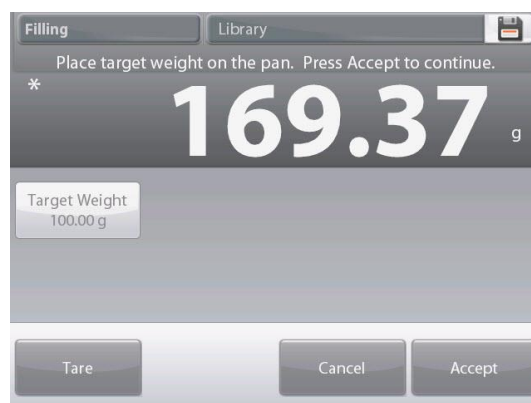 Filling
Library
Place target weight on the pan. Press Accept to continue.
*
169.37 g
Target Weight
100.00 g
Tare
Cancel
Accept